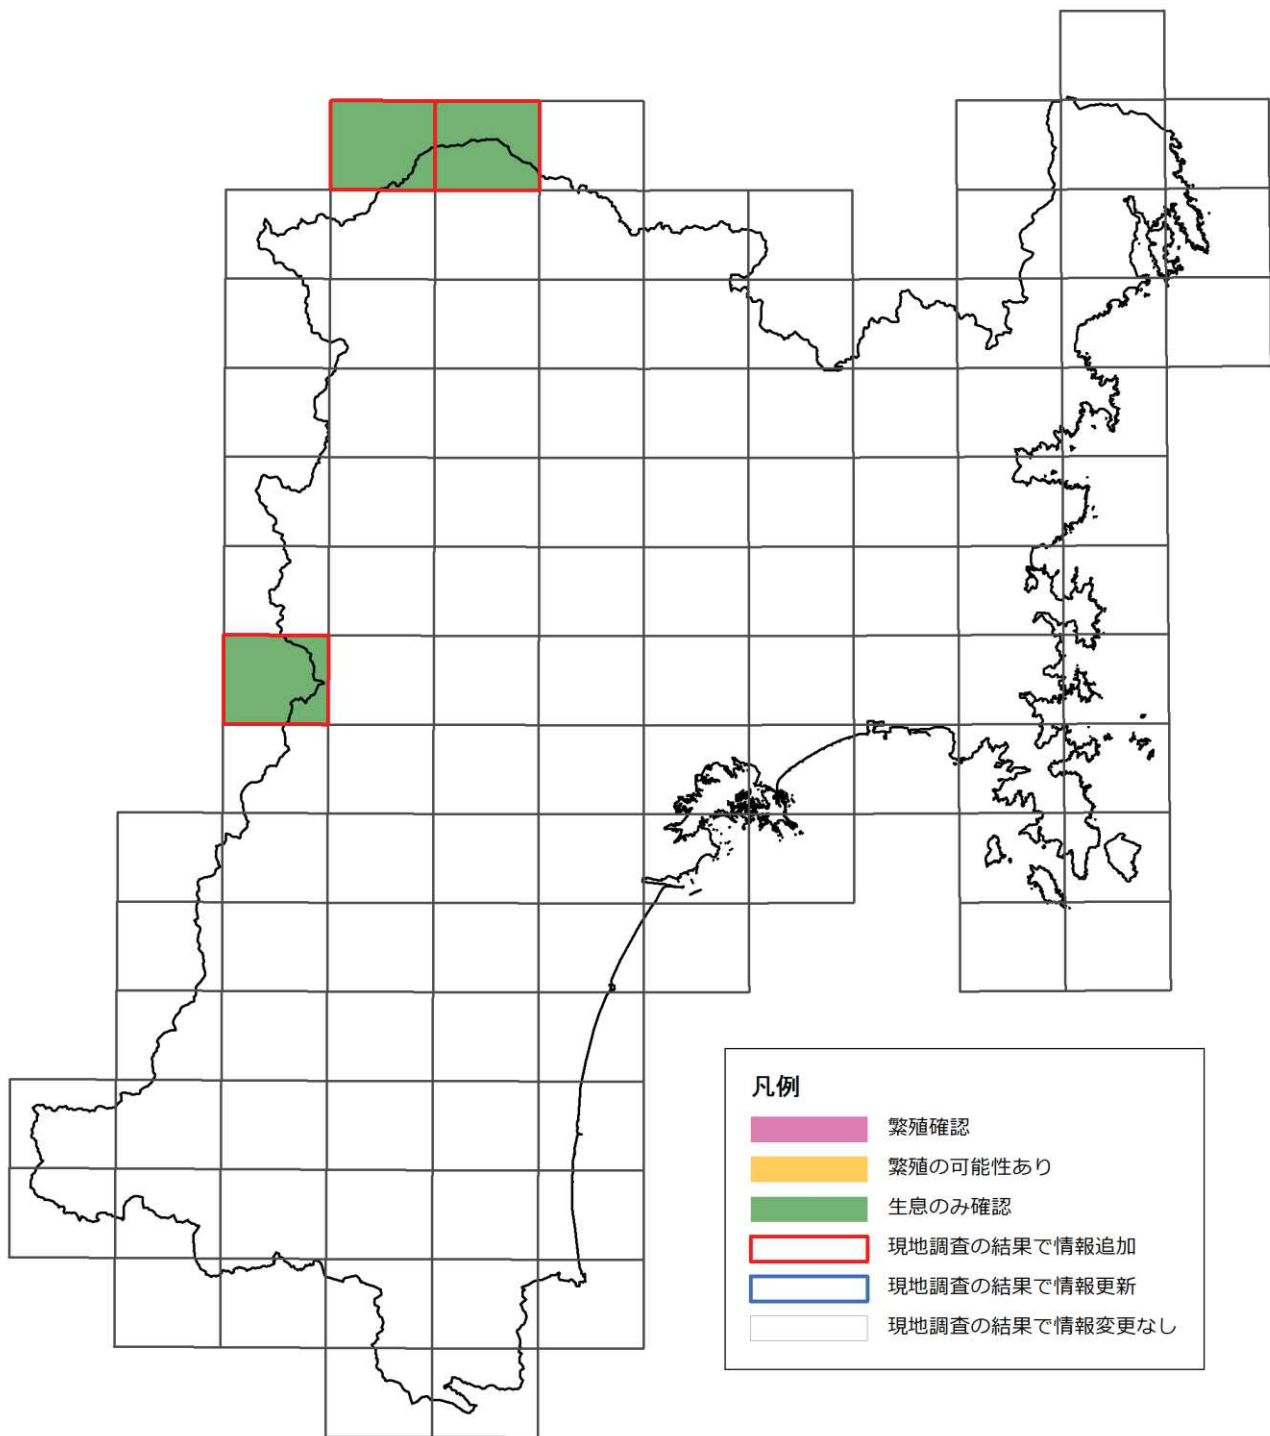 凡例
繁殖確認
繁殖の可能性あり
生息のみ確認
現地調査の結果で情報追加
現地調査の結果で情報更新
現地調査の結果で情報変更なし